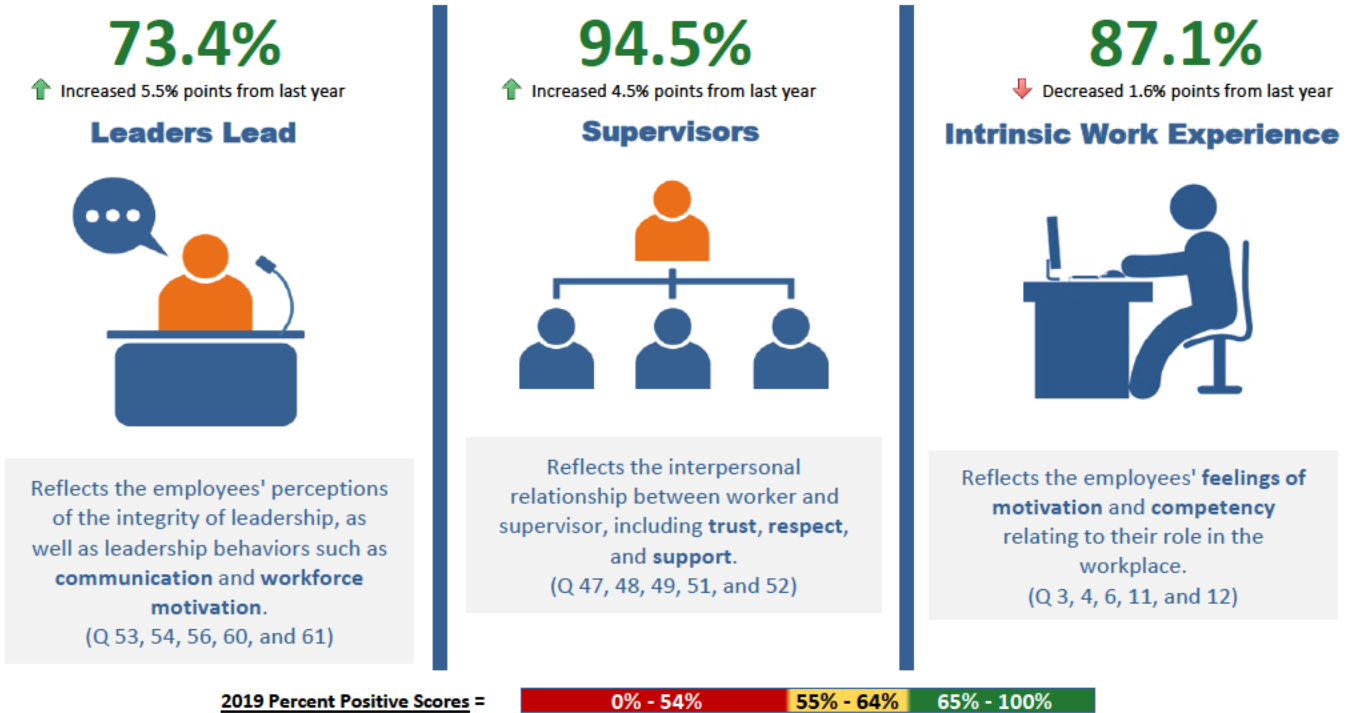 73.4%
Increased 5.5% points from last year
Leaders Lead
Reflects the employees' perceptions
of the integrity of leadership, as
well as leadership behaviors such as
communication and workforce
motivation.
(Q 53, 54, 56, 60, and 61)
94.5%
Increased 4.5% points from last year
Supervisors
Reflects the interpersonal
relationship between worker and
supervisor, including trust, respect,
and support.
(Q 47, 48, 49, 51, and 52)
87.1%
Decreased 1.6% points from last year
Intrinsic Work Experience
Reflects the employees' feelings of
motivation and competency
relating to their role in the
workplace.
(Q 3, 4, 6, 11, and 12)
2019 Percent Positive Scores = 0% - 54% 55% - 64% 65% - 100%